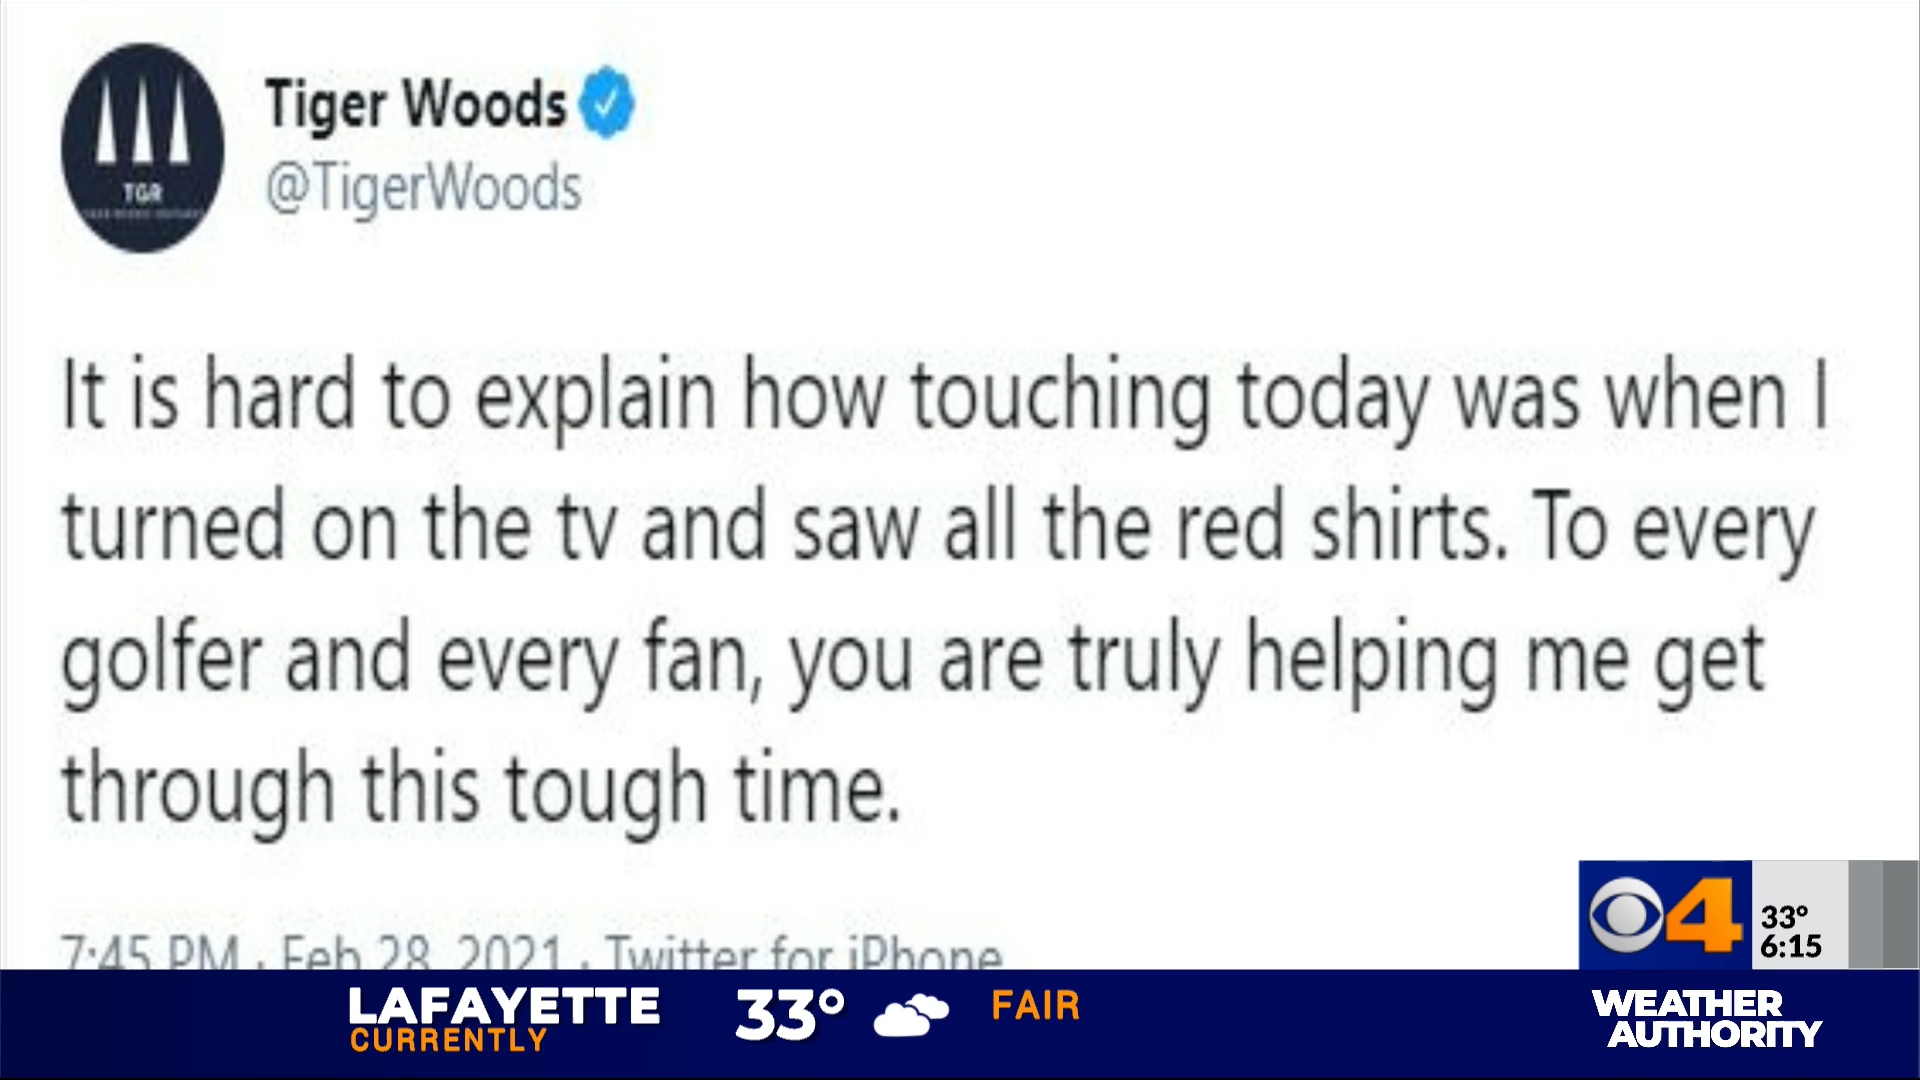 TGR
Tiger Woods
@TigerWoods
It is hard to explain how touching today was when I
turned on the tv and saw all the red shirts. To every
golfer and every fan, you are truly helping me get
through this tough time.
7:45 PM · Feb 28, 2021 · Twitter for iPhone
4
33°
6:15
LAFAYETTE
CURRENTLY
33°
FAIR
WEATHER
AUTHORITY